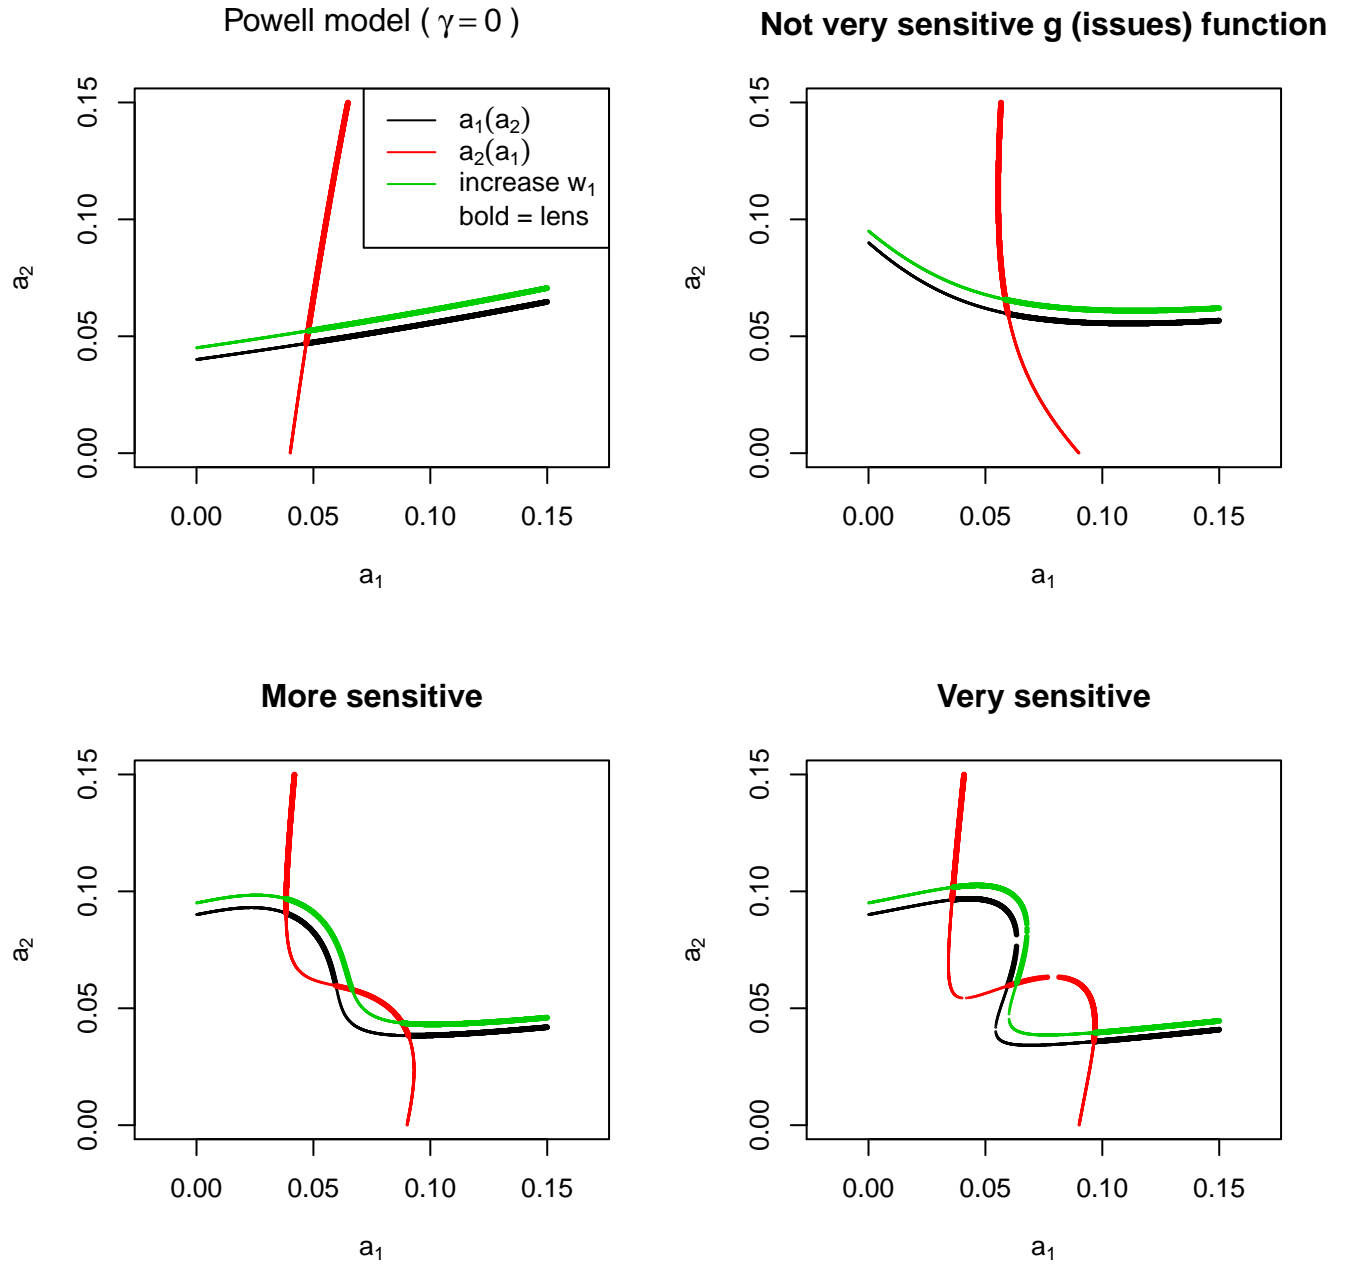 Powell model ( γ = 0 )
0.00 0.05 0.10 0.15
a₂
a₁(a₂)
a₂(a₁)
increase w₁
bold = lens
0.00 0.05 0.10 0.15
a₁
Not very sensitive g (issues) function
0.00 0.05 0.10 0.15
a₂
0.00 0.05 0.10 0.15
a₁
More sensitive
0.00 0.05 0.10 0.15
a₂
0.00 0.05 0.10 0.15
a₁
Very sensitive
0.00 0.05 0.10 0.15
a₂
0.00 0.05 0.10 0.15
a₁